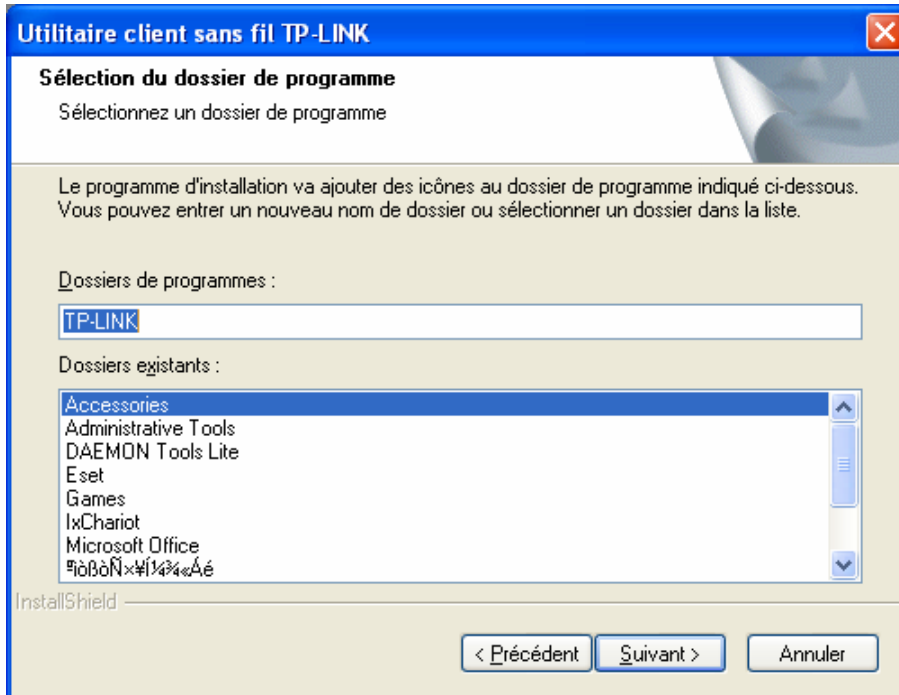 Utilitaire client sans fil TP-LINK
Sélection du dossier de programme
Sélectionnez un dossier de programme
Le programme d'installation va ajouter des icônes au dossier de programme indiqué ci-dessous.
Vous pouvez entrer un nouveau nom de dossier ou sélectionner un dossier dans la liste.
Dossiers de programmes :
TP-LINK
Dossiers existants :
Accessories
Administrative Tools
DAEMON Tools Lite
Eset
Games
IxChariot
Microsoft Office
InstallShield
< Précédent
Suivant >
Annuler